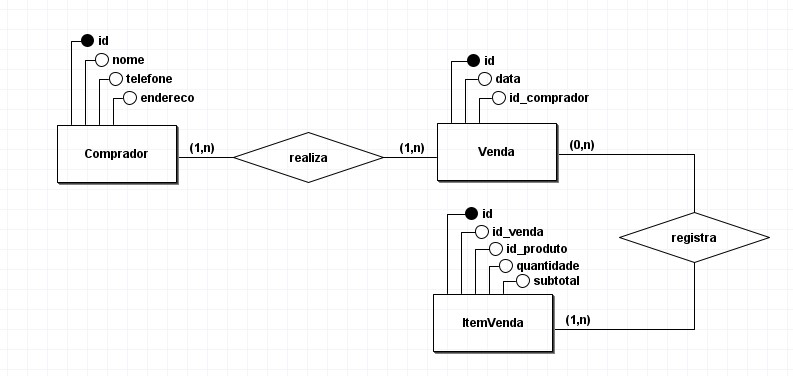 id
nome
telefone
endereco
Comprador
(1,n)
realiza
(1,n)
id
data
id_comprador
Venda
(0,n)
registra
id
id_venda
id_produto
quantidade
subtotal
ItemVenda
(1,n)